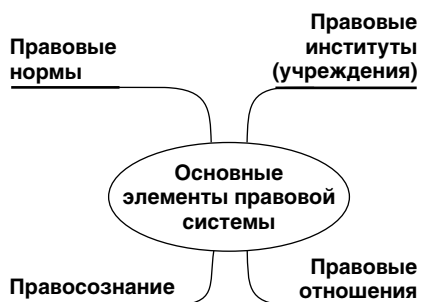 Правовые
нормы
Правовые
институты
(учреждения)
Основные
элементы правовой
системы
Правосознание
Правовые
отношения